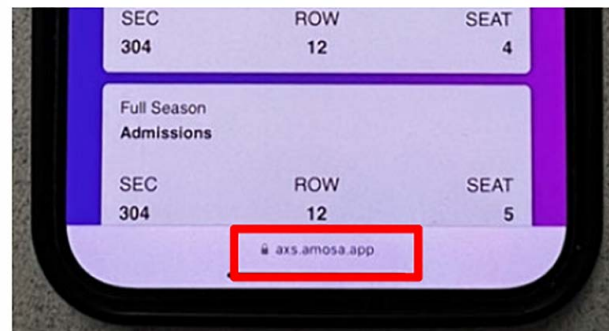 SEC ROW SEAT
304 12 4
Full Season
Admissions
SEC ROW SEAT
304 12 5
axs.amosa.app